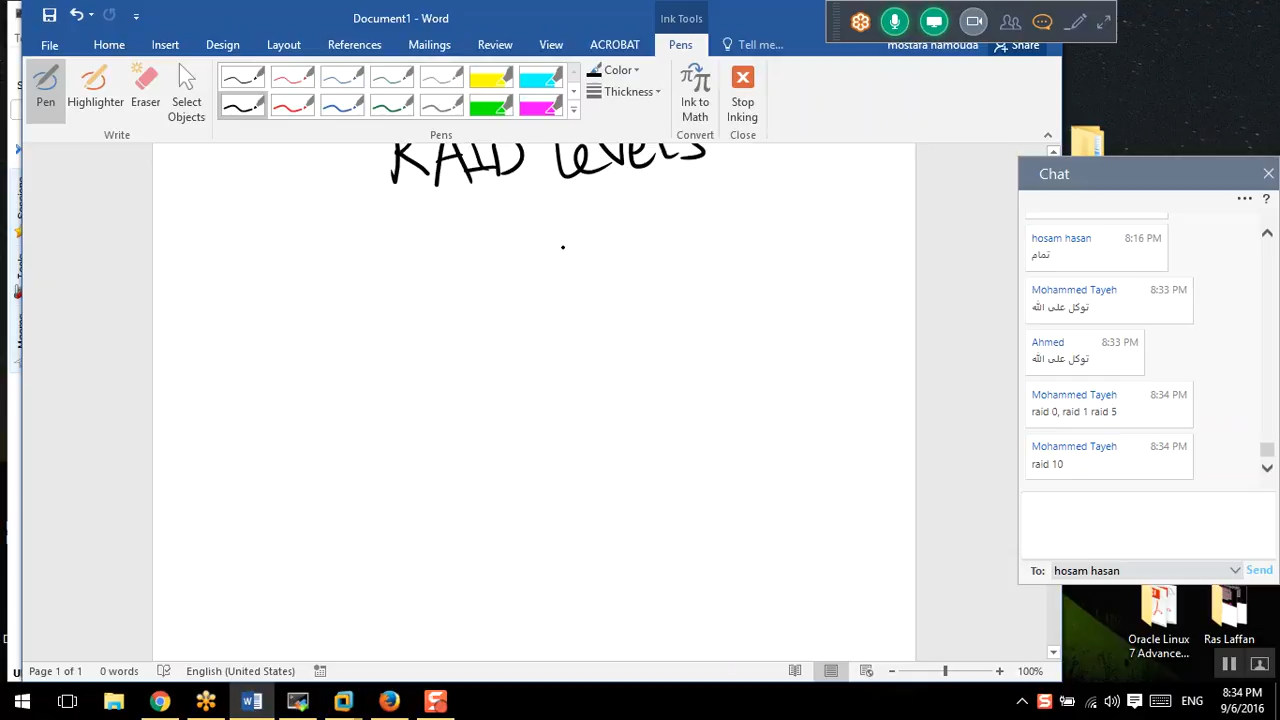 Document1 - Word
Ink Tools
File
Home
Insert
Design
Layout
References
Mailings
Review
View
ACROBAT
Pens
Tell me...
mostafa hamouda
Share
Pen
Highlighter
Eraser
Select Objects
Write
Pens
Color
Thickness
Ink to Math
Convert
Stop Inking
Close
RAID levels
Chat
hosam hasan 8:16 PM
تمام
Mohammed Tayeh 8:33 PM
توكل على الله
Ahmed 8:33 PM
توكل على الله
Mohammed Tayeh 8:34 PM
raid 0, raid 1 raid 5
Mohammed Tayeh 8:34 PM
raid 10
To: hosam hasan Send
Oracle Linux 7 Advance...
Ras Laffan
Page 1 of 1
0 words
English (United States)
100%
ENG
8:34 PM
9/6/2016